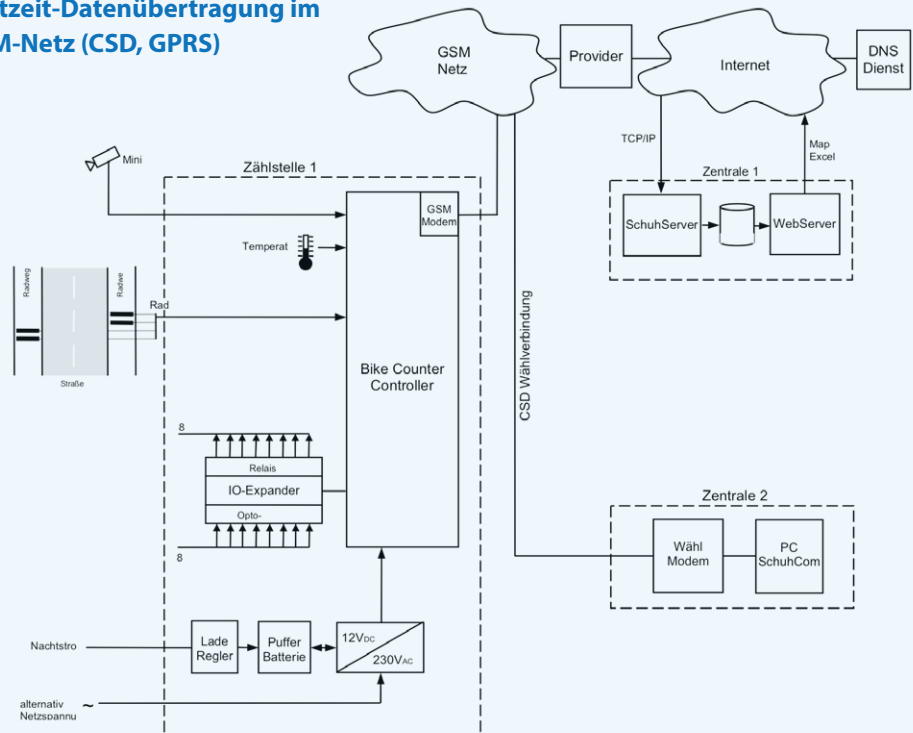 tzeit-Datenübertragung im
M-Netz (CSD, GPRS)
GSM
Netz
Provider
Internet
DNS
Dienst
TCP/IP
Map
Excel
Zentrale 1
SchuhServer
WebServer
Mini
Zählstelle 1
GSM
Modem
Temperat
Radweg
Radwe
Rad
Straße
Bike Counter
Controller
CSD Wählverbindung
8
Relais
IO-Expander
Opto-
8
Zentrale 2
Wähl
Modem
PC
SchuhCom
Nachtstro
Lade
Regler
Puffer
Batterie
12VDC
230VAC
alternativ ~
Netzspannu